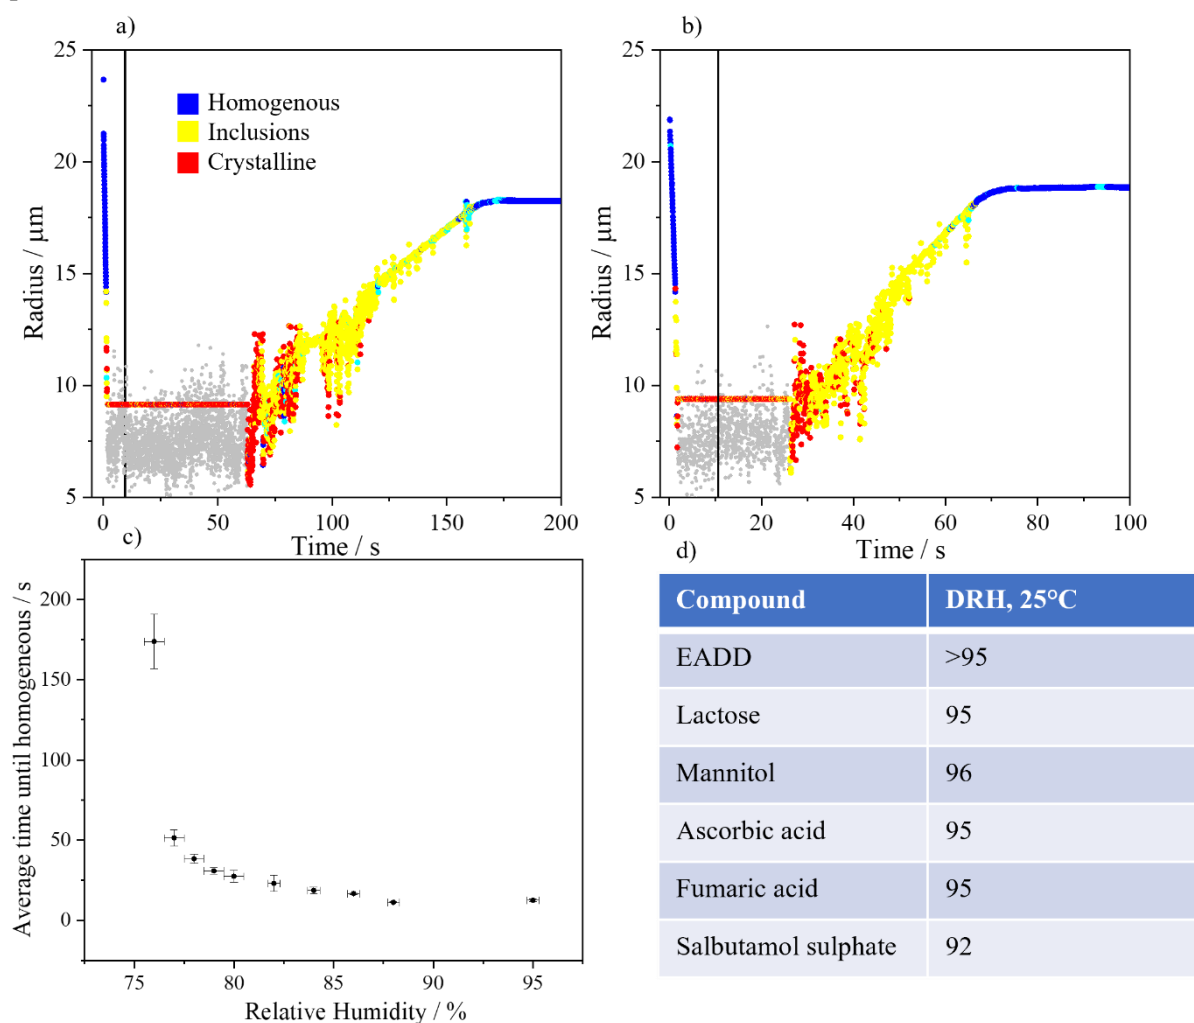 a)
25
20
15
10
5
Radius / µm
Homogenous
Inclusions
Crystalline
0
50
100
150
200
Time / s
b)
25
20
15
10
5
Radius / µm
0
20
40
60
80
100
Time / s
c)
200
150
100
50
0
Average time until homogeneous / s
75
80
85
90
95
Relative Humidity / %
d)
Compound DRH, 25°C
EADD >95
Lactose 95
Mannitol 96
Ascorbic acid 95
Fumaric acid 95
Salbutamol sulphate 92